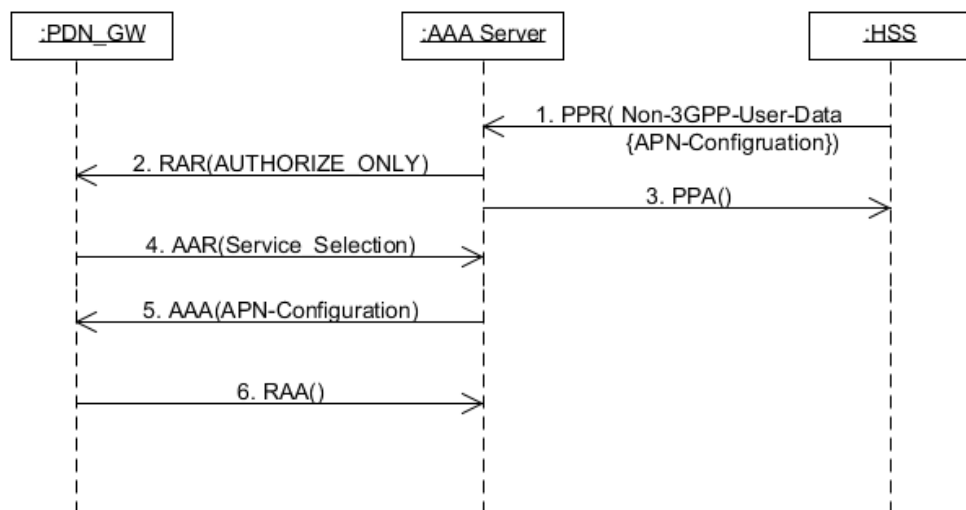 :PDN_GW
:AAA Server
:HSS
1. PPR( Non-3GPP-User-Data
{APN-Configruation})
2. RAR(AUTHORIZE_ONLY)
3. PPA()
4. AAR(Service_Selection)
5. AAA(APN-Configuration)
6. RAA()